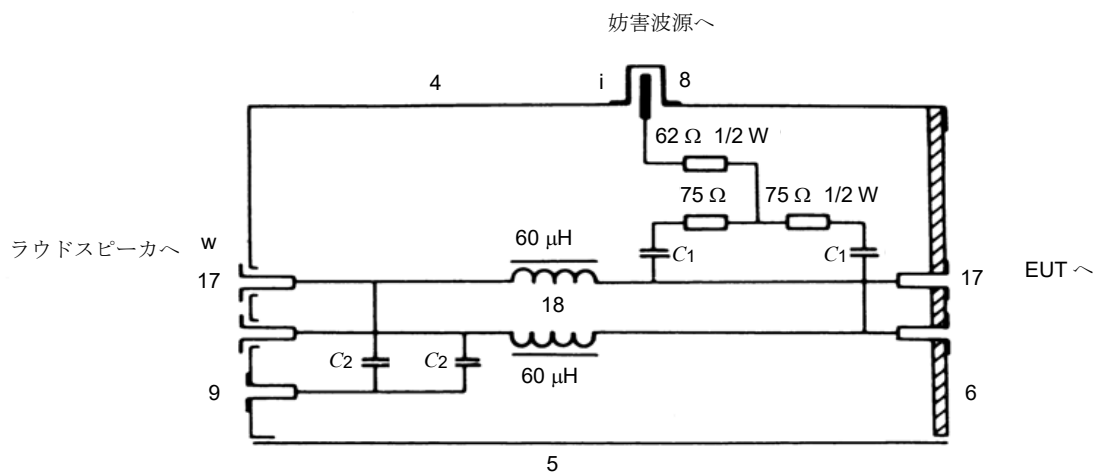 妨害波源へ
4
i
8
62 Ω 1/2 W
75 Ω
75 Ω 1/2 W
C1
C1
60 μH
ラウドスピーカへ
w
17
18
17
EUT へ
C2
C2
60 μH
9
6
5